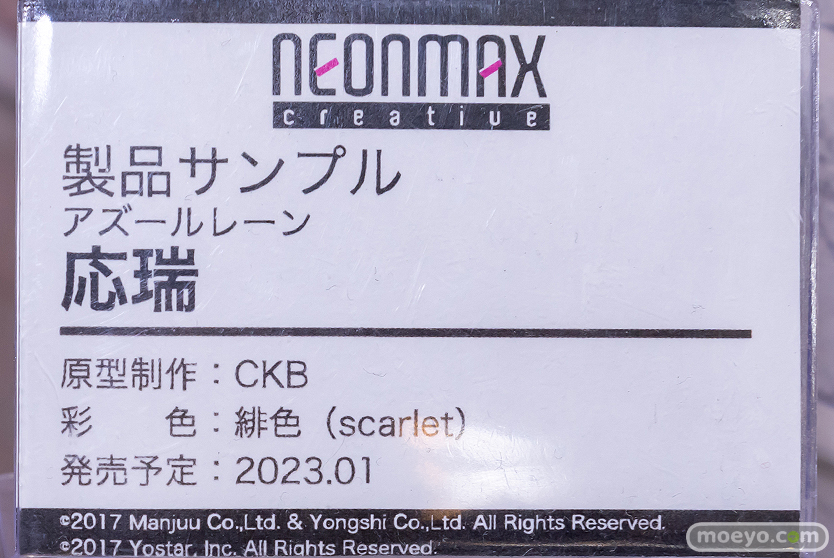 NEONMAX
creative
製品サンプル
アズールレーン
応瑞
原型制作：CKB
彩　　色：緋色（scarlet）
発売予定：2023.01
©2017 Manjuu Co.,Ltd. & Yongshi Co.,Ltd. All Rights Reserved.
©2017 Yostar, Inc. All Rights Reserved.
moeyo.com